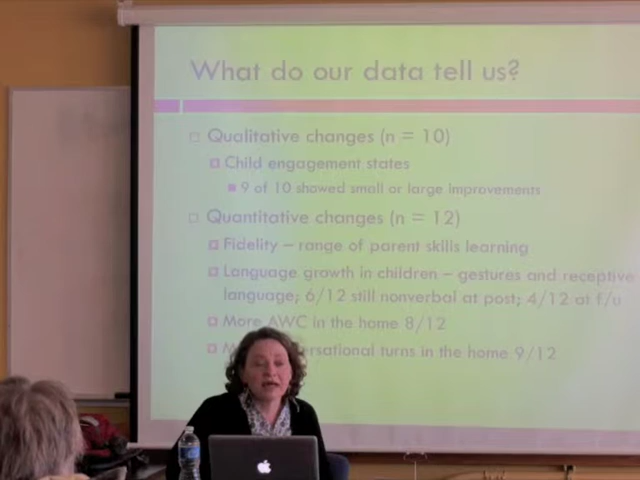 What do our data tell us?
Qualitative changes (n = 10)
Child engagement states
9 of 10 showed small or large improvements
Quantitative changes (n = 12)
Fidelity – range of parent skills learning
Language growth in children – gestures and receptive
language; 6/12 still nonverbal at post; 4/12 at f/u
More AWC in the home 8/12
turns in the home 9/12